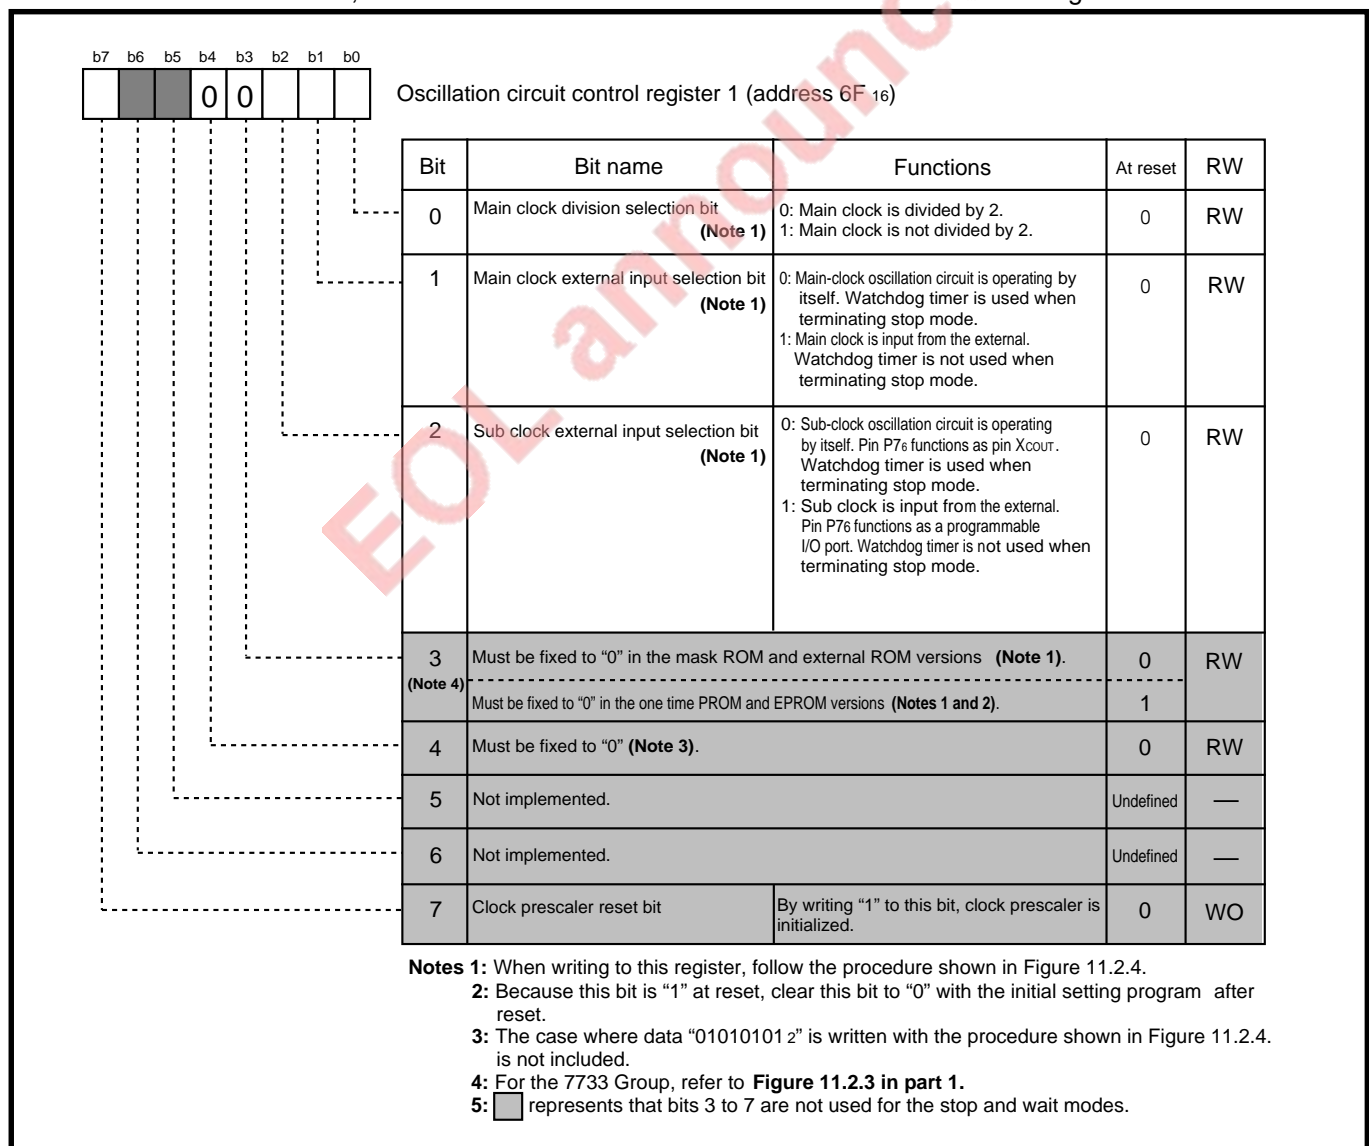 b7 b6 b5 b4 b3 b2 b1 b0
0 0
Oscillation circuit control register 1 (address 6F 16)
Bit Bit name Functions At reset RW
0 Main clock division selection bit (Note 1) 0: Main clock is divided by 2. 0 RW
1: Main clock is not divided by 2.
1 Main clock external input selection bit (Note 1) 0: Main-clock oscillation circuit is operating by 0 RW
itself. Watchdog timer is used when
terminating stop mode.
1: Main clock is input from the external.
Watchdog timer is not used when
terminating stop mode.
2 Sub clock external input selection bit (Note 1) 0: Sub-clock oscillation circuit is operating 0 RW
by itself. Pin P76 functions as pin XCOUT.
Watchdog timer is used when
terminating stop mode.
1: Sub clock is input from the external.
Pin P76 functions as a programmable
I/O port. Watchdog timer is not used when
terminating stop mode.
3 Must be fixed to “0” in the mask ROM and external ROM versions (Note 1). 0 RW
(Note 4)
Must be fixed to “0” in the one time PROM and EPROM versions (Notes 1 and 2). 1
4 Must be fixed to “0” (Note 3). 0 RW
5 Not implemented. Undefined —
6 Not implemented. Undefined —
7 Clock prescaler reset bit By writing “1” to this bit, clock prescaler is 0 WO
initialized.
Notes 1: When writing to this register, follow the procedure shown in Figure 11.2.4.
2: Because this bit is “1” at reset, clear this bit to “0” with the initial setting program after
reset.
3: The case where data “01010101 2” is written with the procedure shown in Figure 11.2.4.
is not included.
4: For the 7733 Group, refer to Figure 11.2.3 in part 1.
5: represents that bits 3 to 7 are not used for the stop and wait modes.
EOL announc